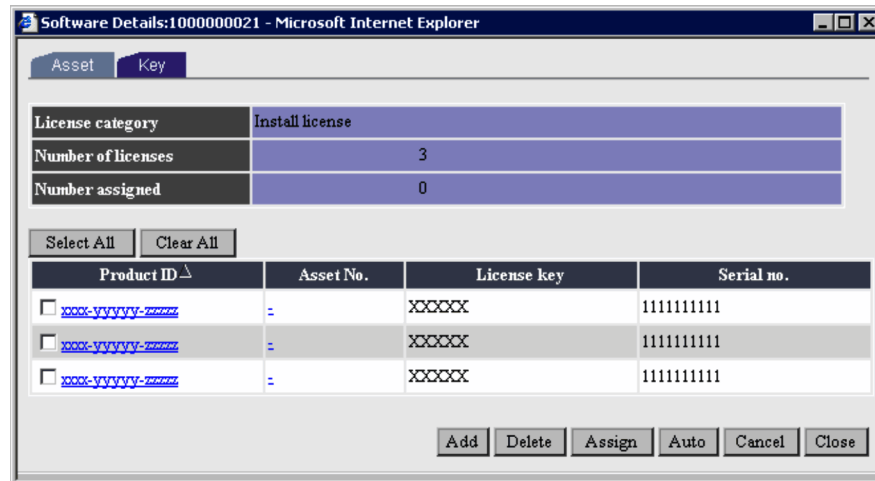 Software Details:1000000021 - Microsoft Internet Explorer
Asset Key
License category Install license
Number of licenses 3
Number assigned 0
Select All Clear All
Product ID Asset No. License key Serial no.
xxxx-yyyyy-zzzzz - XXXXX 1111111111
xxxx-yyyyy-zzzzz - XXXXX 1111111111
xxxx-yyyyy-zzzzz - XXXXX 1111111111
Add Delete Assign Auto Cancel Close